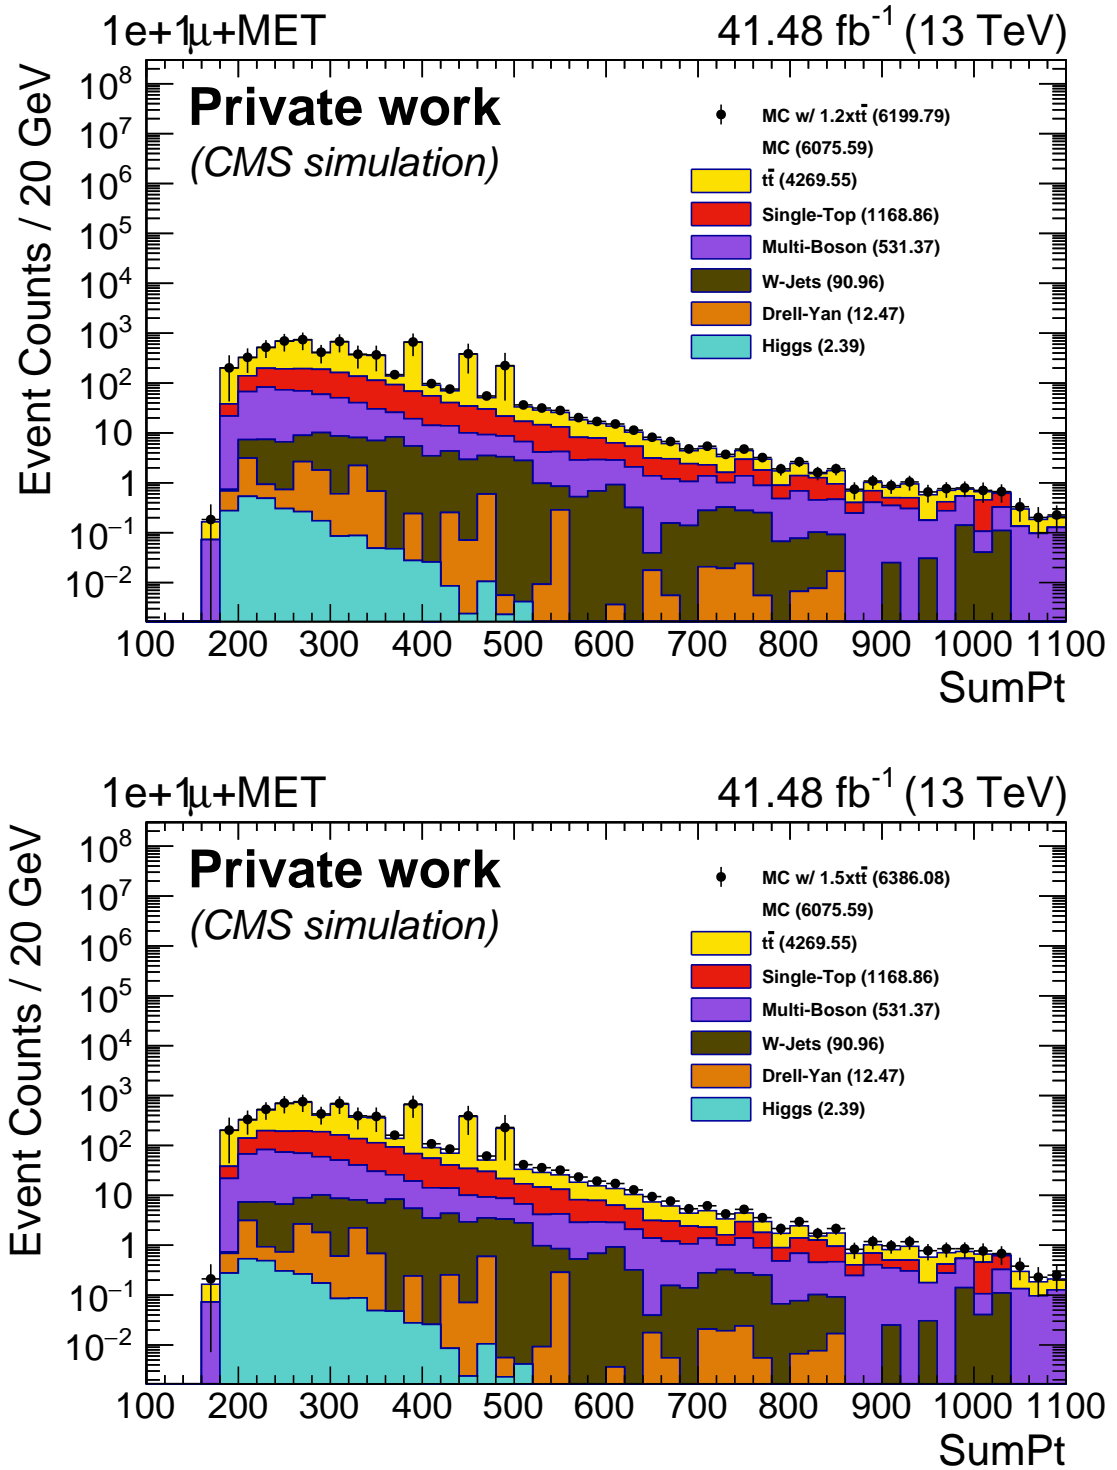 1e+1μ+MET 41.48 fb⁻¹ (13 TeV)
Event Counts / 20 GeV
10⁸
10⁷
10⁶
10⁵
10⁴
10³
10²
10
1
10⁻¹
10⁻²
Private work
(CMS simulation)
MC w/ 1.2xtt̄ (6199.79)
MC (6075.59)
tt̄ (4269.55)
Single-Top (1168.86)
Multi-Boson (531.37)
W-Jets (90.96)
Drell-Yan (12.47)
Higgs (2.39)
100 200 300 400 500 600 700 800 900 1000 1100
SumPt
1e+1μ+MET 41.48 fb⁻¹ (13 TeV)
Event Counts / 20 GeV
10⁸
10⁷
10⁶
10⁵
10⁴
10³
10²
10
1
10⁻¹
10⁻²
Private work
(CMS simulation)
MC w/ 1.5xtt̄ (6386.08)
MC (6075.59)
tt̄ (4269.55)
Single-Top (1168.86)
Multi-Boson (531.37)
W-Jets (90.96)
Drell-Yan (12.47)
Higgs (2.39)
100 200 300 400 500 600 700 800 900 1000 1100
SumPt